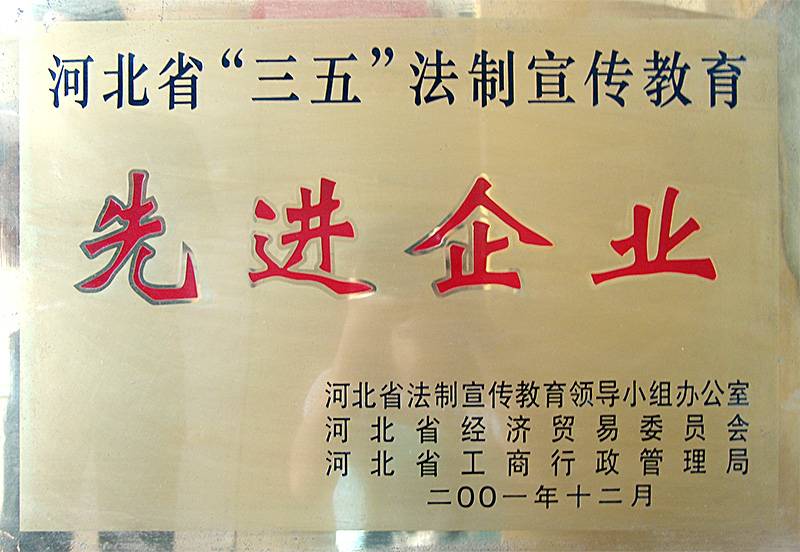 河北省“三五”法制宣传教育
先进企业
河北省法制宣传教育领导小组办公室
河北省经济贸易委员会
河北省工商行政管理局
二〇〇一年十二月